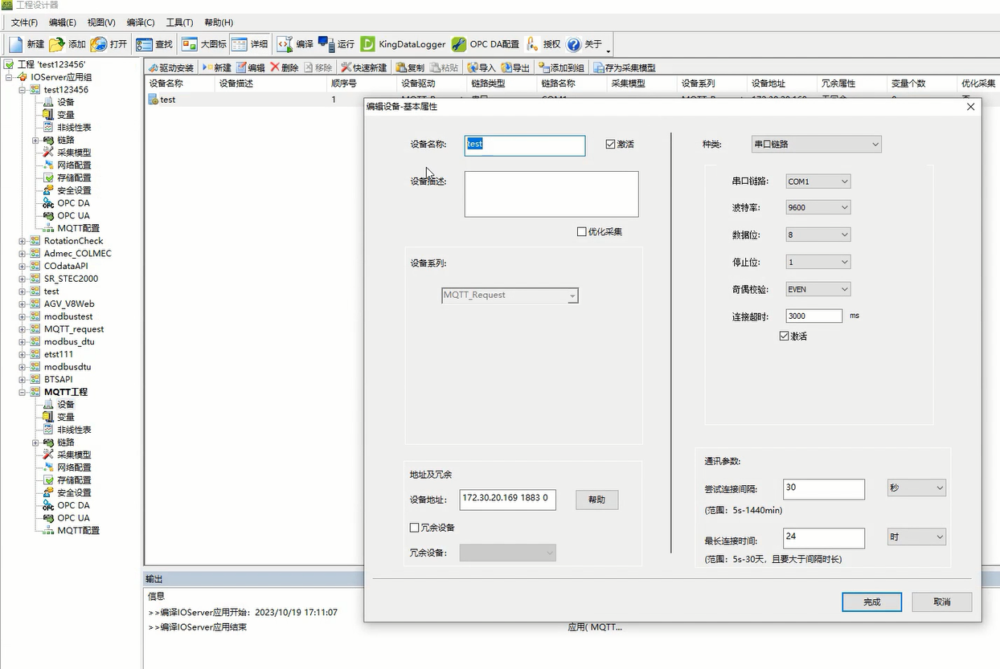 工程设计器
文件(F) 编辑(E) 视图(V) 编译(C) 工具(T) 帮助(H)
新建 添加 打开 查找 大图标 详细 编译 运行 KingDataLogger OPC DA配置 授权 关于
工程 'test123456'
IOServer应用组
test123456
设备
变量
非线性表
链路
采集模型
网络配置
存储配置
安全设置
OPC DA
OPC UA
MQTT配置
RotationCheck
Admec_COLMEC
COdataAPI
SR_STEC2000
test
AGV_V8Web
modbustest
MQTT_request
modbus_dtu
etst111
modbusdtu
BTSAPI
MQTT工程
设备
变量
非线性表
链路
采集模型
网络配置
存储配置
安全设置
OPC DA
OPC UA
MQTT配置
驱动安装 新建 编辑 删除 移除 快速新建 复制 粘贴 导入 导出 添加到组 存为采集模型
设备名称 设备描述 顺序号 设备驱动 链路类型 链路名称 采集模型 设备系列 设备地址 冗余属性 变量个数 优化采集
test 1
编辑设备-基本属性
设备名称: test 激活
设备描述:
优化采集
设备系列:
MQTT_Request
地址及冗余
设备地址: 172.30.20.169 1883 0 帮助
冗余设备
冗余设备:
种类: 串口链路
串口链路: COM1
波特率: 9600
数据位: 8
停止位: 1
奇偶校验: EVEN
连接超时: 3000 ms
激活
通讯参数:
尝试连接间隔: 30 秒
(范围: 5s-1440min)
最长连接时间: 24 时
(范围: 5s-30天, 且要大于间隔时长)
完成 取消
输出
信息
>>编译IOServer应用开始: 2023/10/19 17:11:07
>>编译IOServer应用结束
应用( MQTT...